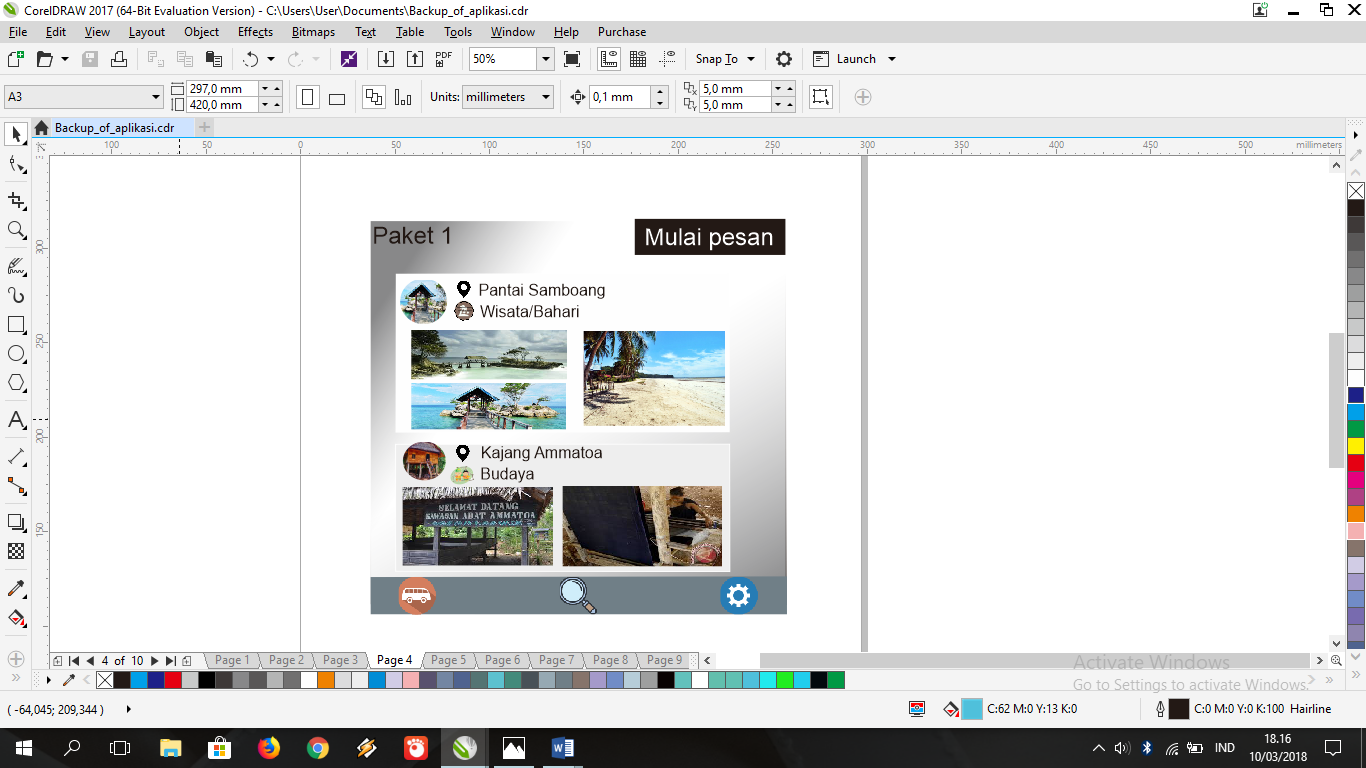 CorelDRAW 2017 (64-Bit Evaluation Version) - C:\Users\User\Documents\Backup_of_aplikasi.cdr
File Edit View Layout Object Effects Bitmaps Text Table Tools Window Help Purchase
PDF 50% Snap To Launch
A3 297,0 mm 420,0 mm Units: millimeters 0,1 mm 5,0 mm 5,0 mm
Backup_of_aplikasi.cdr
100 50 0 50 100 150 200 250 300 350 400 450 500 millimeters
300
250
200
150
Paket 1
Mulai pesan
Pantai Samboang
Wisata/Bahari
Kajang Ammatoa
Budaya
SELAMAT DATANG
KAWASAN ADAT AMMATOA
4 of 10 Page 1 Page 2 Page 3 Page 4 Page 5 Page 6 Page 7 Page 8 Page 9
Activate Windows
Go to Settings to activate Windows.
( -64,045; 209,344 )
C:62 M:0 Y:13 K:0
C:0 M:0 Y:0 K:100 Hairline
IND
18.16
10/03/2018